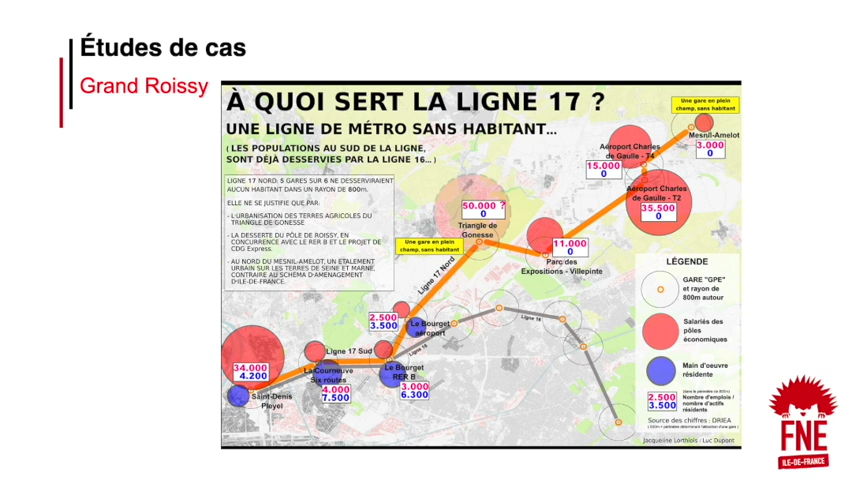 Études de cas
Grand Roissy
À QUOI SERT LA LIGNE 17 ?
UNE LIGNE DE MÉTRO SANS HABITANT...
( LES POPULATIONS AU SUD DE LA LIGNE,
SONT DÉJÀ DESSERVIES PAR LA LIGNE 16... )
LIGNE 17 NORD: 5 GARES SUR 6 NE DESSERVIRAIENT
AUCUN HABITANT DANS UN RAYON DE 800m.
ELLE NE SE JUSTIFIE QUE PAR:
- L'URBANISATION DES TERRES AGRICOLES DU
TRIANGLE DE GONESSE
- LA DESSERTE DU PÔLE DE ROISSY, EN
CONCURRENCE AVEC LE RER B ET LE PROJET DE
CDG Express.
- AU NORD DU MESNIL-AMELOT, UN ETALEMENT
URBAIN SUR LES TERRES DE SEINE ET MARNE,
CONTRAIRE AU SCHÉMA D'AMENAGEMENT
D'ILE-DE-FRANCE.
Une gare en plein
champ, sans habitant
Mesnil-Amelot
3.000
0
Aéroport Charles
de Gaulle - T4
15.000
0
Aéroport Charles
de Gaulle - T2
35.500
0
50.000 ?
0
Triangle de
Gonesse
Une gare en plein
champ, sans habitant
11.000
0
Parc des
Expositions - Villepinte
Ligne 17 Nord
2.500
3.500
Le Bourget
aéroport
Ligne 16
Ligne 16
Ligne 17 Sud
Le Bourget
RER B
3.000
6.300
La Courneuve
Six routes
4.000
7.500
34.000
4.200
Saint-Denis
Pleyel
LÉGENDE
GARE "GPE"
et rayon de
800m autour
Salariés des
pôles
économiques
Main d'oeuvre
résidente
2.500
3.500
(dans le périmètre de 800m)
Nombre d'emplois /
nombre d'actifs
résidents
Source des chiffres : DRIEA
Jacqueline Lorthiois : Luc Dupont
FNE
ILE-DE-FRANCE